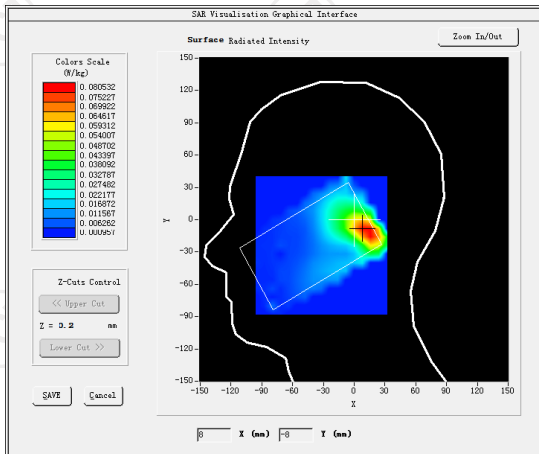 SAR Visualisation Graphical Interface
Surface Radiated Intensity
Zoom In/Out
Colors Scale
(W/kg)
0.080532
0.075227
0.069922
0.064617
0.059312
0.054007
0.048702
0.043397
0.038092
0.032787
0.027482
0.022177
0.016872
0.011567
0.006262
0.000957
Z-Cuts Control
<< Upper Cut
Z = 0.2 mm
Lower Cut >>
SAVE
Cancel
150
120
90
60
30
Y
0
-30
-60
-90
-120
-150
-150 -120 -90 -60 -30 0 30 60 90 120 150
X
8 X (mm) -8 Y (mm)